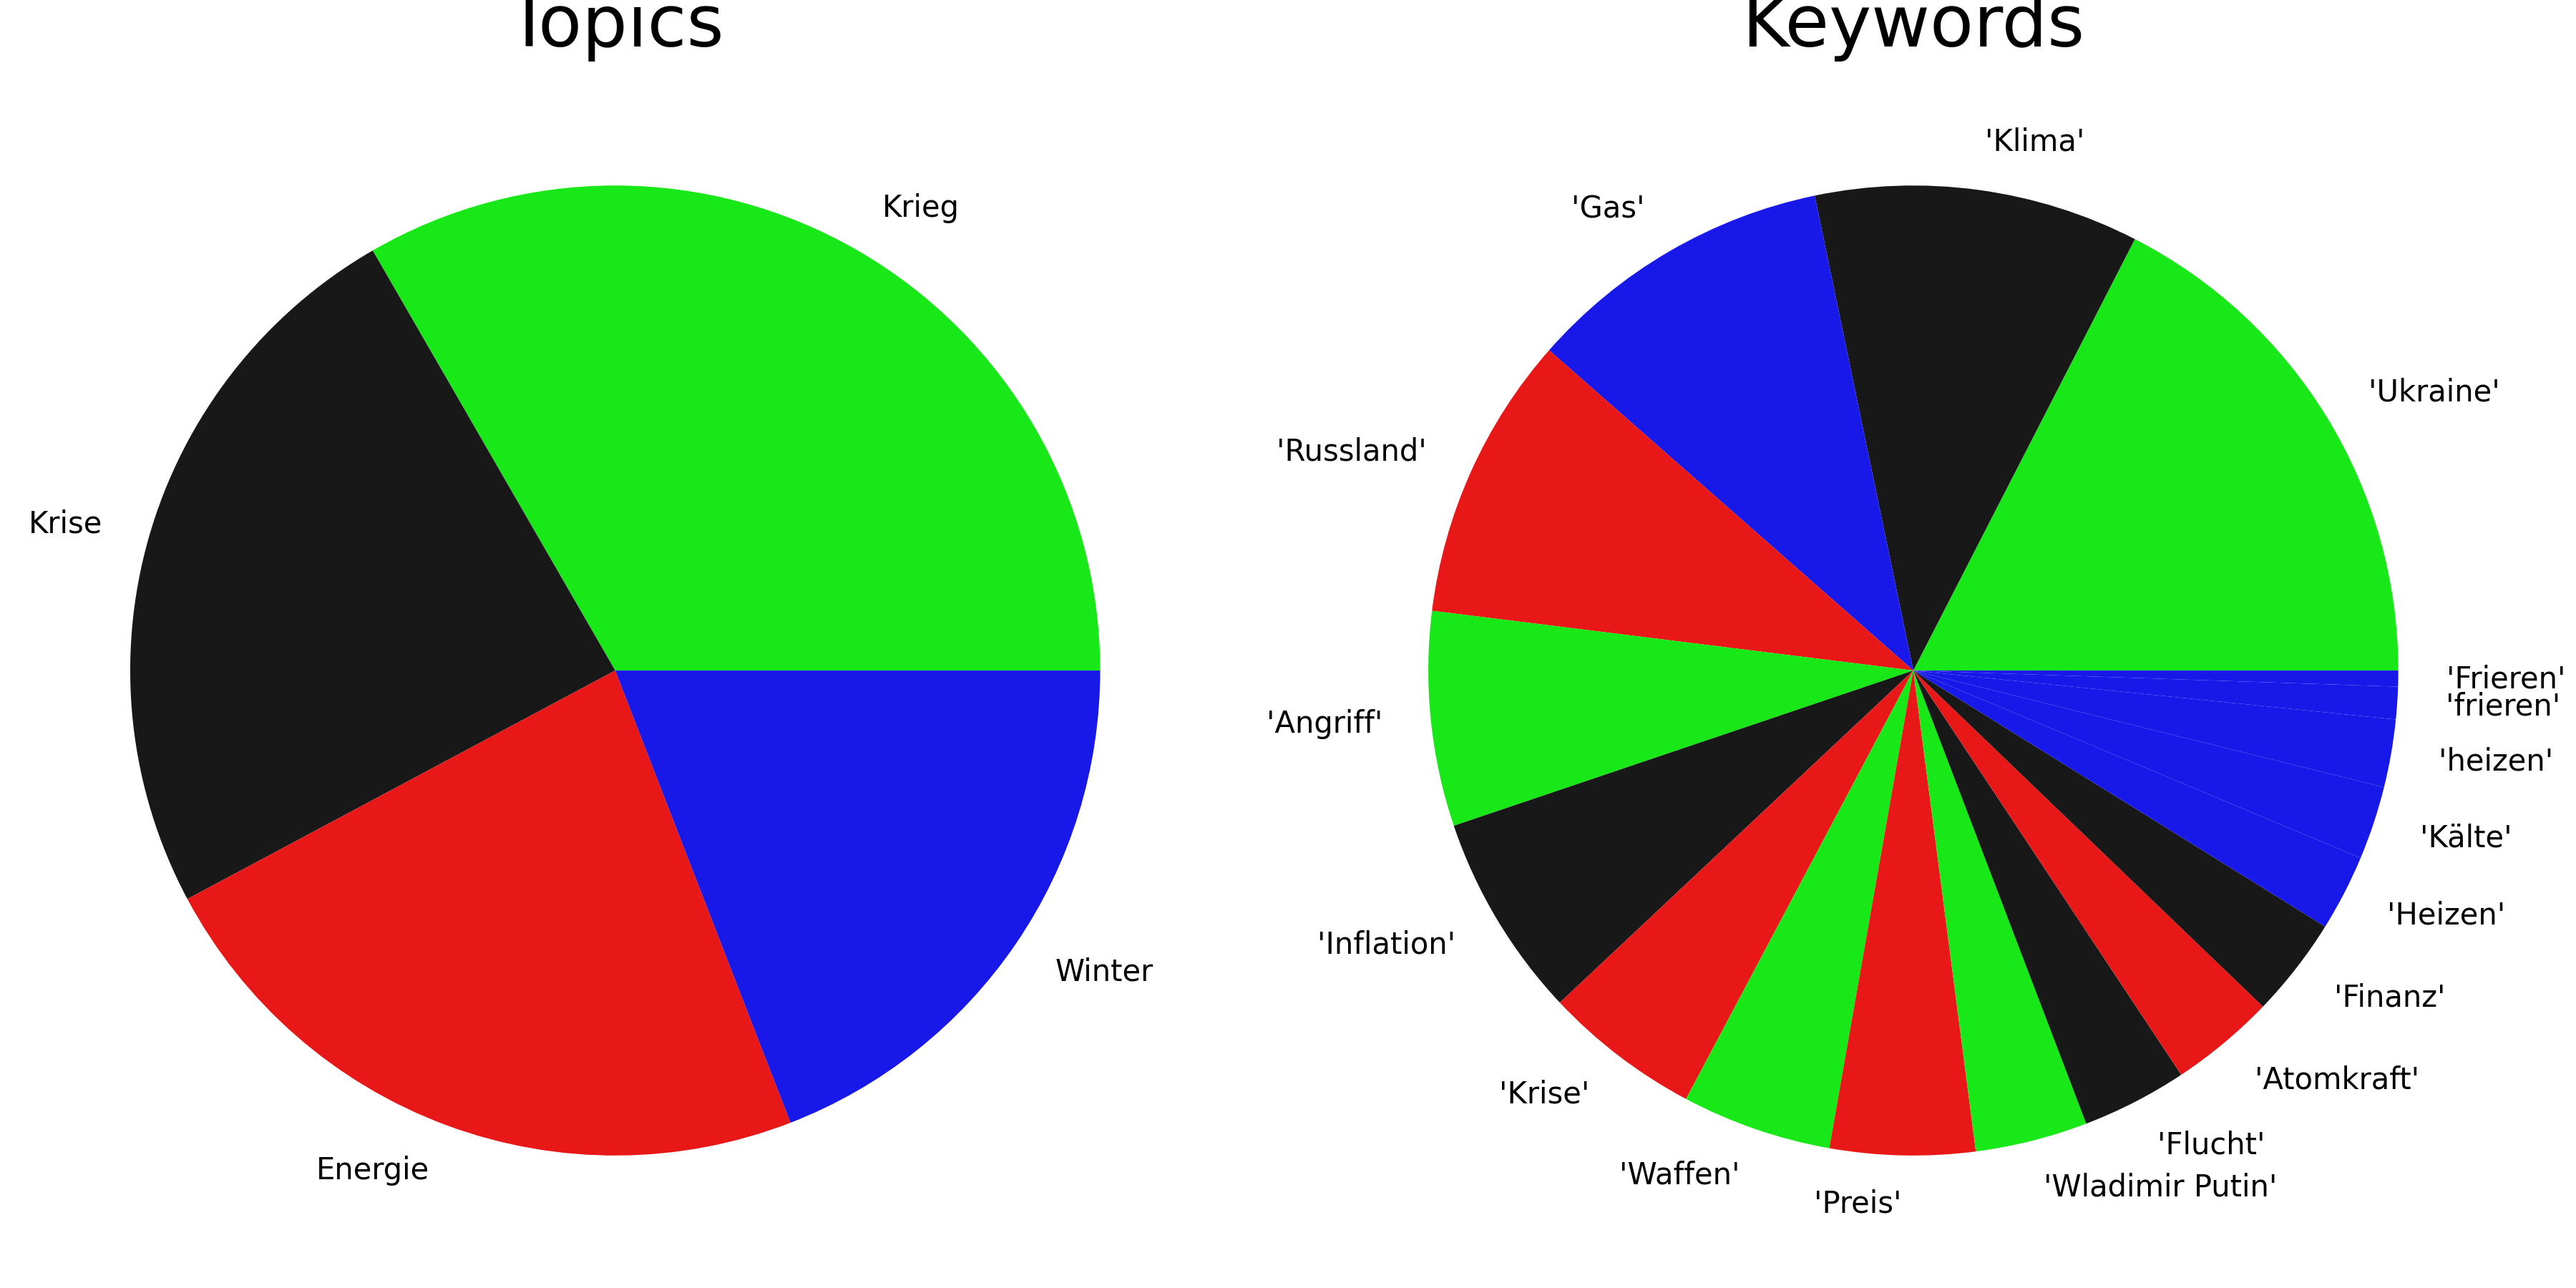 Topics
Krieg
Krise
Energie
Winter
Keywords
'Klima'
'Gas'
'Ukraine'
'Russland'
'Angriff'
'Inflation'
'Krise'
'Waffen'
'Preis'
'Wladimir Putin'
'Flucht'
'Atomkraft'
'Finanz'
'Heizen'
'Kälte'
'heizen'
'frieren'
'Frieren'